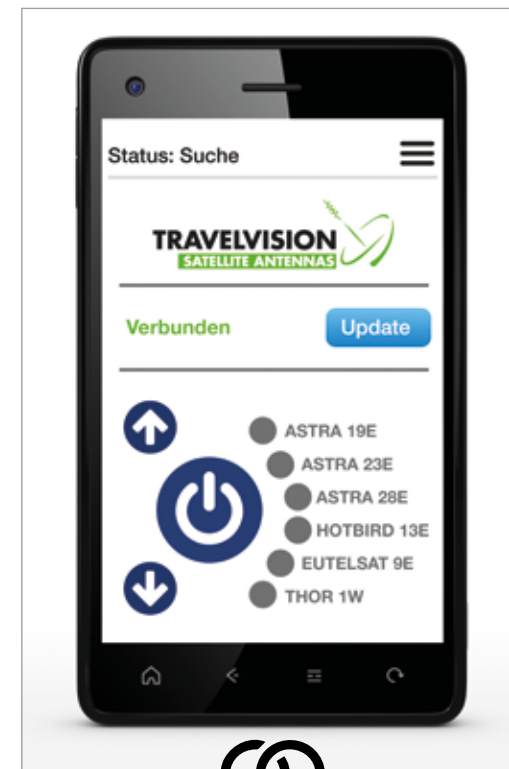 Status: Suche
TRAVELVISION
SATELLITE ANTENNAS
Verbunden
Update
ASTRA 19E
ASTRA 23E
ASTRA 28E
HOTBIRD 13E
EUTELSAT 9E
THOR 1W